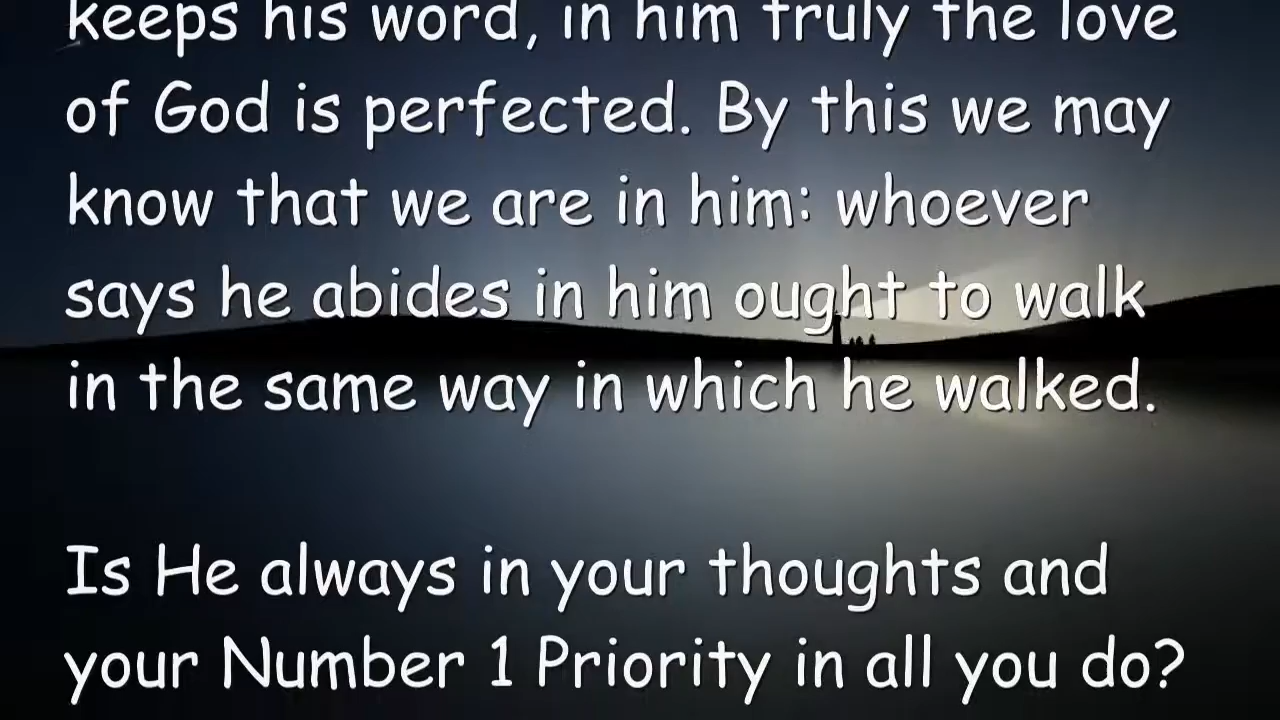 keeps his word, in him truly the love
of God is perfected. By this we may
know that we are in him: whoever
says he abides in him ought to walk
in the same way in which he walked.
Is He always in your thoughts and
your Number 1 Priority in all you do?